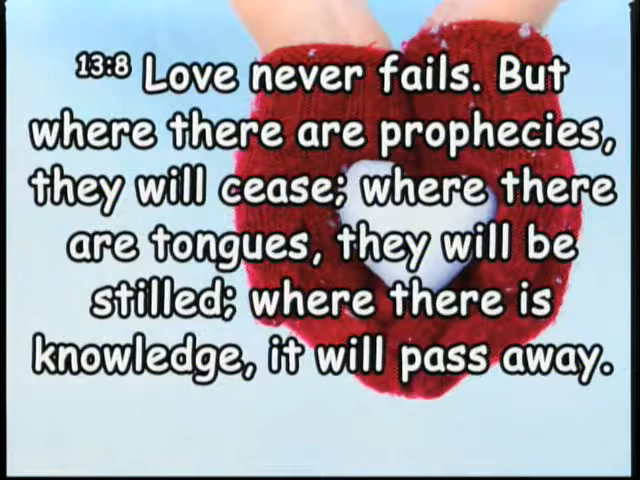 13:8 Love never fails. But
where there are prophecies,
they will cease; where there
are tongues, they will be
stilled; where there is
knowledge, it will pass away.